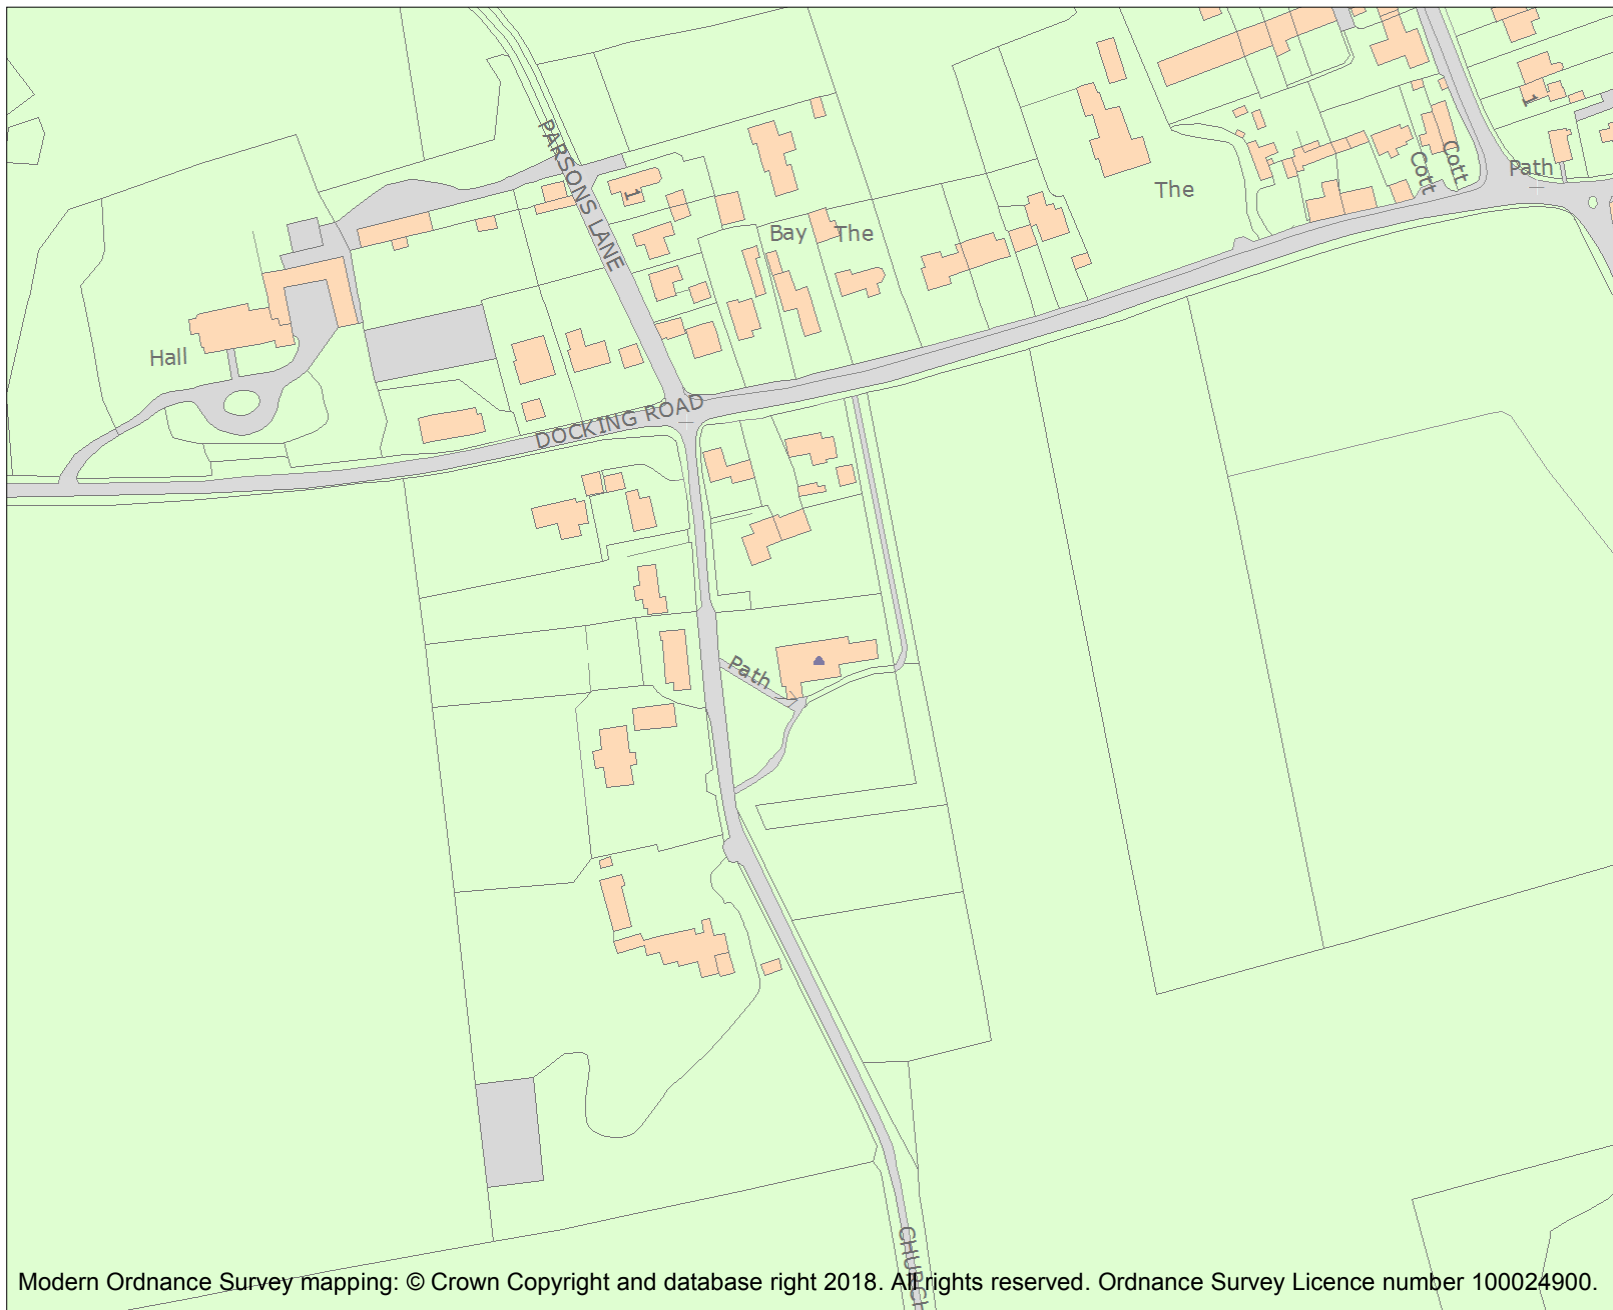 PARSONS LANE
1
1
Cott
Cott
Path
The
Bay
The
Hall
DOCKING ROAD
Path
CHURCH
Modern Ordnance Survey mapping: © Crown Copyright and database right 2018. All rights reserved. Ordnance Survey Licence number 100024900.